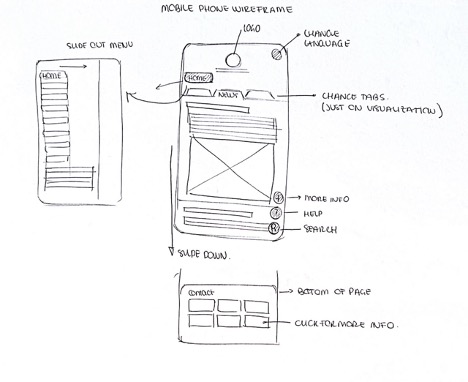 MOBILE PHONE WIREFRAME
LOGO
CHANGE
LANGUAGE
SLIDE OUT MENU
HOME
HOME
NEWS
CHANGE TABS.
(JUST ON VISUALIZATION)
MORE INFO
HELP
SEARCH
SLIDE DOWN.
CONTACT
BOTTOM OF PAGE
CLICK FOR MORE INFO.